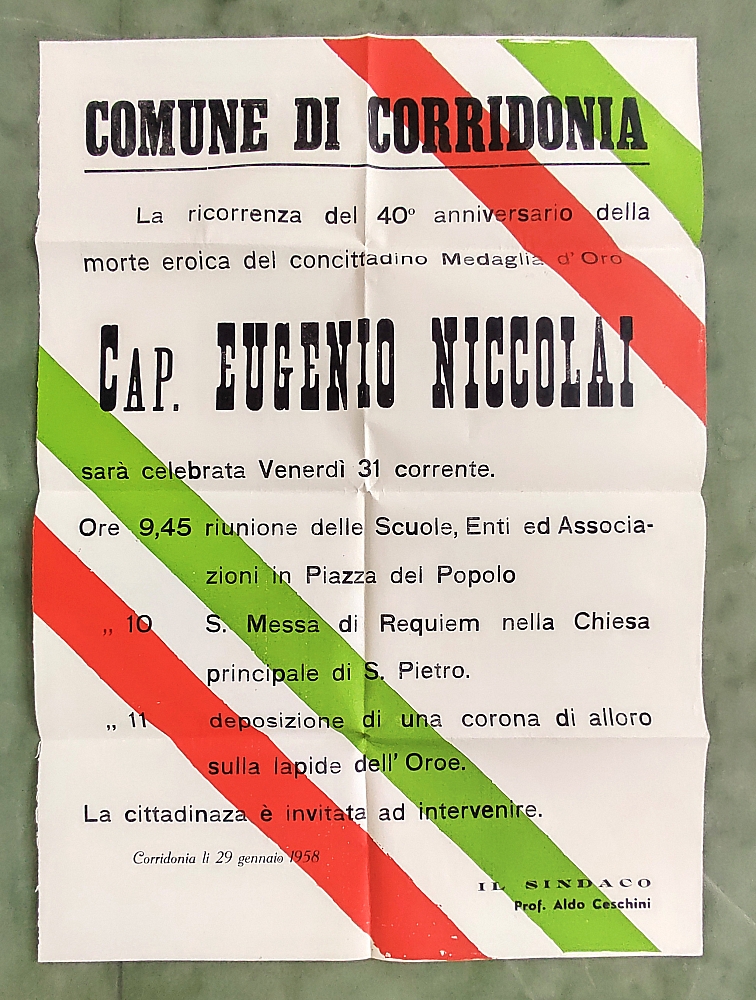 COMUNE DI CORRIDONIA
La ricorrenza del 40º anniversario della
morte eroica del concittadino Medaglia d'Oro
CAP. EUGENIO NICCOLAI
sarà celebrata Venerdì 31 corrente.
Ore 9,45 riunione delle Scuole, Enti ed Associa-
zioni in Piazza del Popolo
„ 10 S. Messa di Requiem nella Chiesa
principale di S. Pietro.
„ 11 deposizione di una corona di alloro
sulla lapide dell' Oroe.
La cittadinaza è invitata ad intervenire.
Corridonia li 29 gennaio 1958
IL SINDACO
Prof. Aldo Ceschini